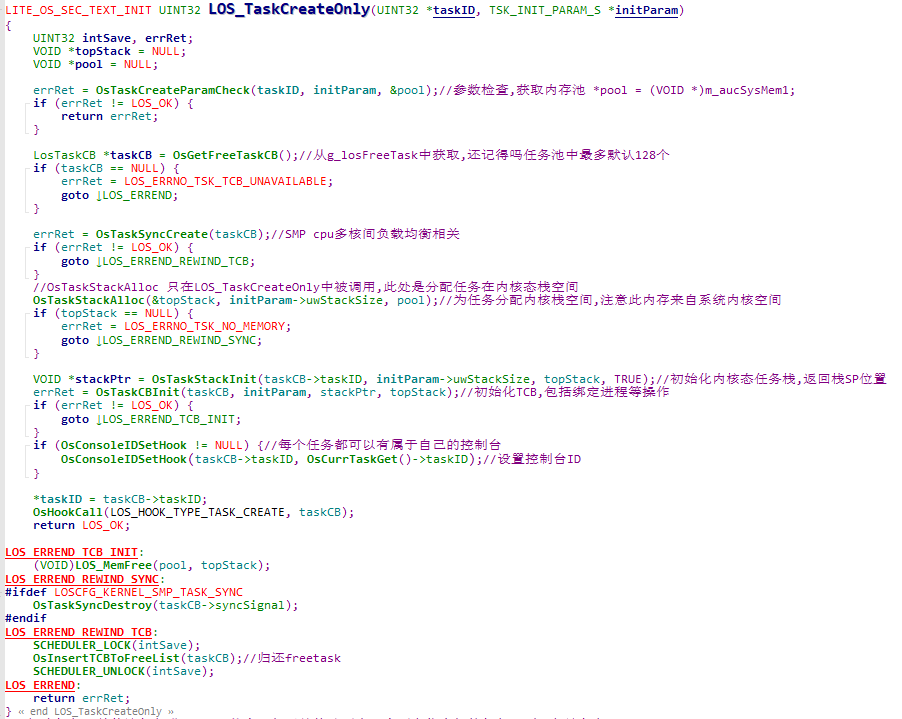 LITE_OS_SEC_TEXT_INIT UINT32 LOS_TaskCreateOnly(UINT32 *taskID, TSK_INIT_PARAM_S *initParam)
{
UINT32 intSave, errRet;
VOID *topStack = NULL;
VOID *pool = NULL;
errRet = OsTaskCreateParamCheck(taskID, initParam, &pool);//参数检查,获取内存池 *pool = (VOID *)m_aucSysMem1;
if (errRet != LOS_OK) {
return errRet;
}
LosTaskCB *taskCB = OsGetFreeTaskCB();//从g_losFreeTask中获取,还记得吗任务池中最多默认128个
if (taskCB == NULL) {
errRet = LOS_ERRNO_TSK_TCB_UNAVAILABLE;
goto ↓LOS_ERREND;
}
errRet = OsTaskSyncCreate(taskCB);//SMP cpu多核间负载均衡相关
if (errRet != LOS_OK) {
goto ↓LOS_ERREND_REWIND_TCB;
}
//OsTaskStackAlloc 只在LOS_TaskCreateOnly中被调用,此处是分配任务在内核态栈空间
OsTaskStackAlloc(&topStack, initParam->uwStackSize, pool);//为任务分配内核栈空间,注意此内存来自系统内核空间
if (topStack == NULL) {
errRet = LOS_ERRNO_TSK_NO_MEMORY;
goto ↓LOS_ERREND_REWIND_SYNC;
}
VOID *stackPtr = OsTaskStackInit(taskCB->taskID, initParam->uwStackSize, topStack, TRUE);//初始化内核态任务栈,返回栈SP位置
errRet = OsTaskCBInit(taskCB, initParam, stackPtr, topStack);//初始化TCB,包括绑定进程等操作
if (errRet != LOS_OK) {
goto ↓LOS_ERREND_TCB_INIT;
}
if (OsConsoleIDSetHook != NULL) {//每个任务都可以有属于自己的控制台
OsConsoleIDSetHook(taskCB->taskID, OsCurrTaskGet()->taskID);//设置控制台ID
}
*taskID = taskCB->taskID;
OsHookCall(LOS_HOOK_TYPE_TASK_CREATE, taskCB);
return LOS_OK;
LOS_ERREND_TCB_INIT:
(VOID)LOS_MemFree(pool, topStack);
LOS_ERREND_REWIND_SYNC:
#ifdef LOSCFG_KERNEL_SMP_TASK_SYNC
OsTaskSyncDestroy(taskCB->syncSignal);
#endif
LOS_ERREND_REWIND_TCB:
SCHEDULER_LOCK(intSave);
OsInsertTCBToFreeList(taskCB);//归还freetask
SCHEDULER_UNLOCK(intSave);
LOS_ERREND:
return errRet;
} « end LOS_TaskCreateOnly »